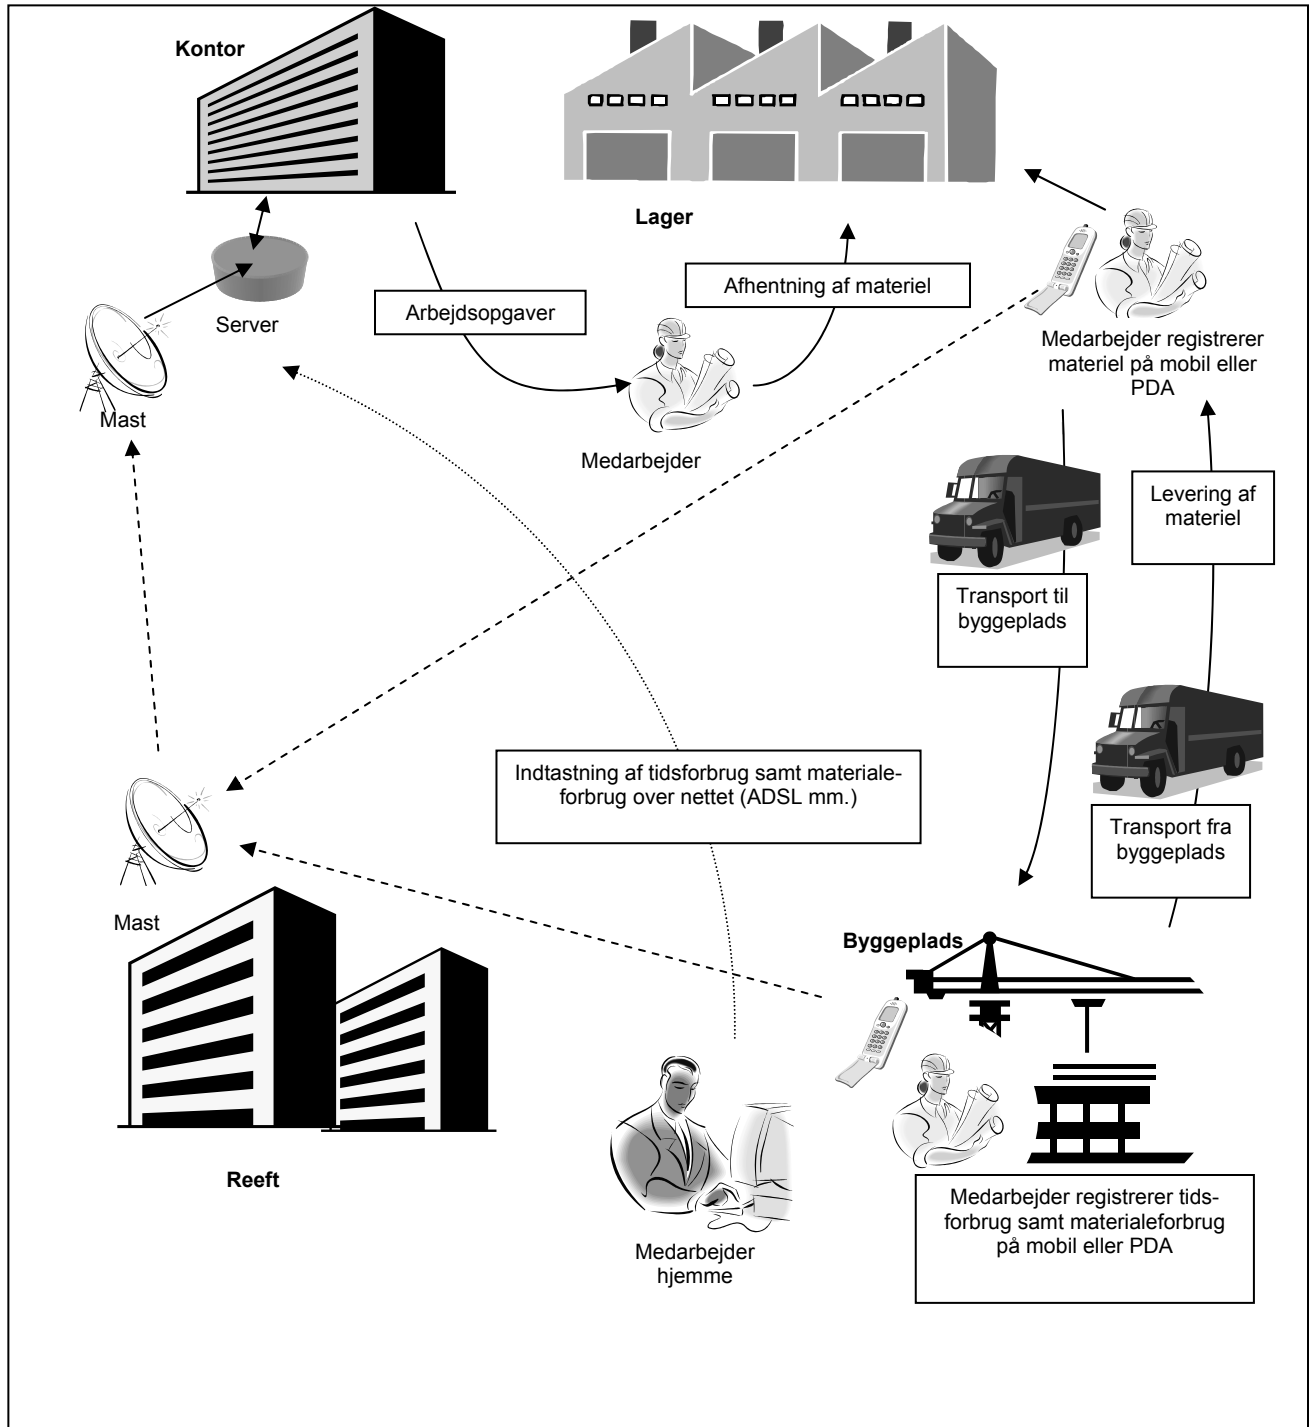 Kontor
Lager
Server
Arbejdsopgaver
Afhentning af materiel
Medarbejder registrerer
materiel på mobil eller
PDA
Mast
Medarbejder
Levering af
materiel
Transport til
byggeplads
Indtastning af tidsforbrug samt materiale-
forbrug over nettet (ADSL mm.)
Transport fra
byggeplads
Mast
Byggeplads
Reeft
Medarbejder
hjemme
Medarbejder registrerer tids-
forbrug samt materialeforbrug
på mobil eller PDA